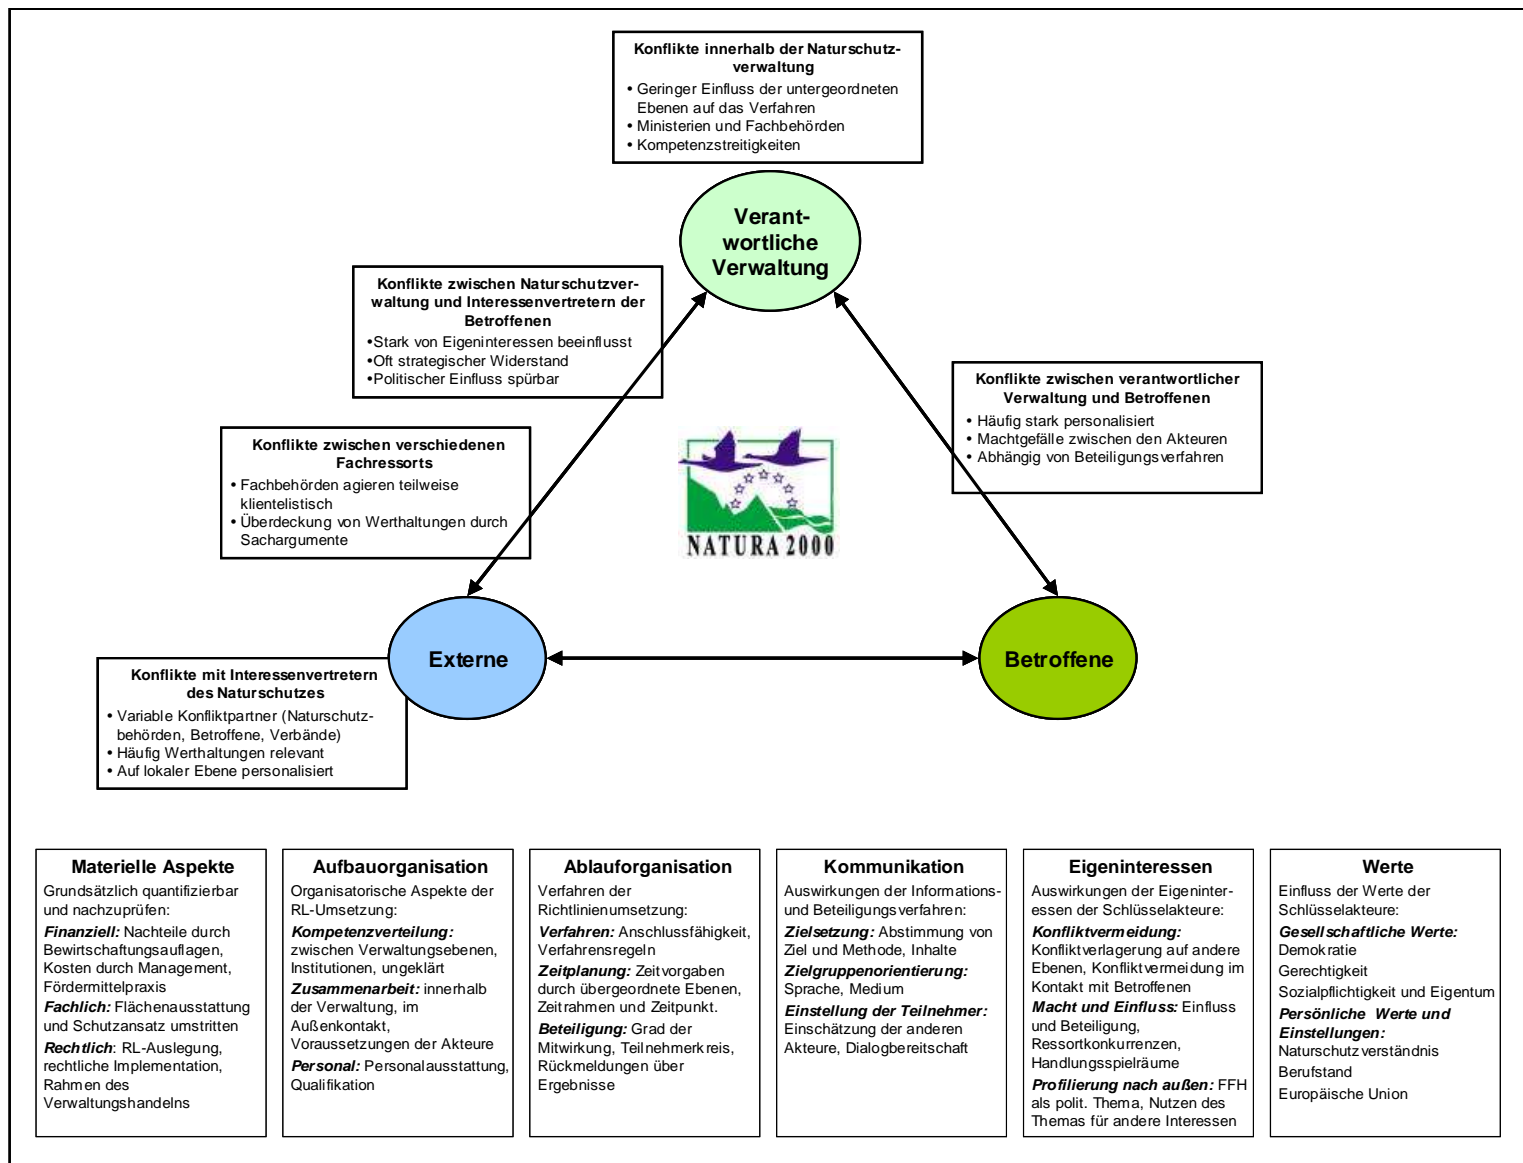 Konflikte innerhalb der Naturschutz-
verwaltung
• Geringer Einfluss der untergeordneten
Ebenen auf das Verfahren
• Ministerien und Fachbehörden
• Kompetenzstreitigkeiten
Verant-
wortliche
Verwaltung
Konflikte zwischen Naturschutzver-
waltung und Interessenvertretern der
Betroffenen
•Stark von Eigeninteressen beeinflusst
•Oft strategischer Widerstand
•Politischer Einfluss spürbar
Konflikte zwischen verantwortlicher
Verwaltung und Betroffenen
• Häufig stark personalisiert
• Machtgefälle zwischen den Akteuren
• Abhängig von Beteiligungsverfahren
Konflikte zwischen verschiedenen
Fachressorts
• Fachbehörden agieren teilweise
klientelistisch
• Überdeckung von Werthaltungen durch
Sachargumente
NATURA 2000
Externe
Betroffene
Konflikte mit Interessenvertretern
des Naturschutzes
• Variable Konfliktpartner (Naturschutz-
behörden, Betroffene, Verbände)
• Häufig Werthaltungen relevant
• Auf lokaler Ebene personalisiert
Materielle Aspekte
Grundsätzlich quantifizierbar
und nachzuprüfen:
Finanziell: Nachteile durch
Bewirtschaftungsauflagen,
Kosten durch Management,
Fördermittelpraxis
Fachlich: Flächenausstattung
und Schutzansatz umstritten
Rechtlich: RL-Auslegung,
rechtliche Implementation,
Rahmen des
Verwaltungshandelns
Aufbauorganisation
Organisatorische Aspekte der
RL-Umsetzung:
Kompetenzverteilung:
zwischen Verwaltungsebenen,
Institutionen, ungeklärt
Zusammenarbeit: innerhalb
der Verwaltung, im
Außenkontakt,
Voraussetzungen der Akteure
Personal: Personalausstattung,
Qualifikation
Ablauforganisation
Verfahren der
Richtlinienumsetzung:
Verfahren: Anschlussfähigkeit,
Verfahrensregeln
Zeitplanung: Zeitvorgaben
durch übergeordnete Ebenen,
Zeitrahmen und Zeitpunkt.
Beteiligung: Grad der
Mitwirkung, Teilnehmerkreis,
Rückmeldungen über
Ergebnisse
Kommunikation
Auswirkungen der Informations-
und Beteiligungsverfahren:
Zielsetzung: Abstimmung von
Ziel und Methode, Inhalte
Zielgruppenorientierung:
Sprache, Medium
Einstellung der Teilnehmer:
Einschätzung der anderen
Akteure, Dialogbereitschaft
Eigeninteressen
Auswirkungen der Eigeninter-
essen der Schlüsselakteure:
Konfliktvermeidung:
Konfliktverlagerung auf andere
Ebenen, Konfliktvermeidung im
Kontakt mit Betroffenen
Macht und Einfluss: Einfluss
und Beteiligung,
Ressortkonkurrenzen,
Handlungsspielräume
Profilierung nach außen: FFH
als polit. Thema, Nutzen des
Themas für andere Interessen
Werte
Einfluss der Werte der
Schlüsselakteure:
Gesellschaftliche Werte:
Demokratie
Gerechtigkeit
Sozialpflichtigkeit und Eigentum
Persönliche Werte und
Einstellungen:
Naturschutzverständnis
Berufstand
Europäische Union